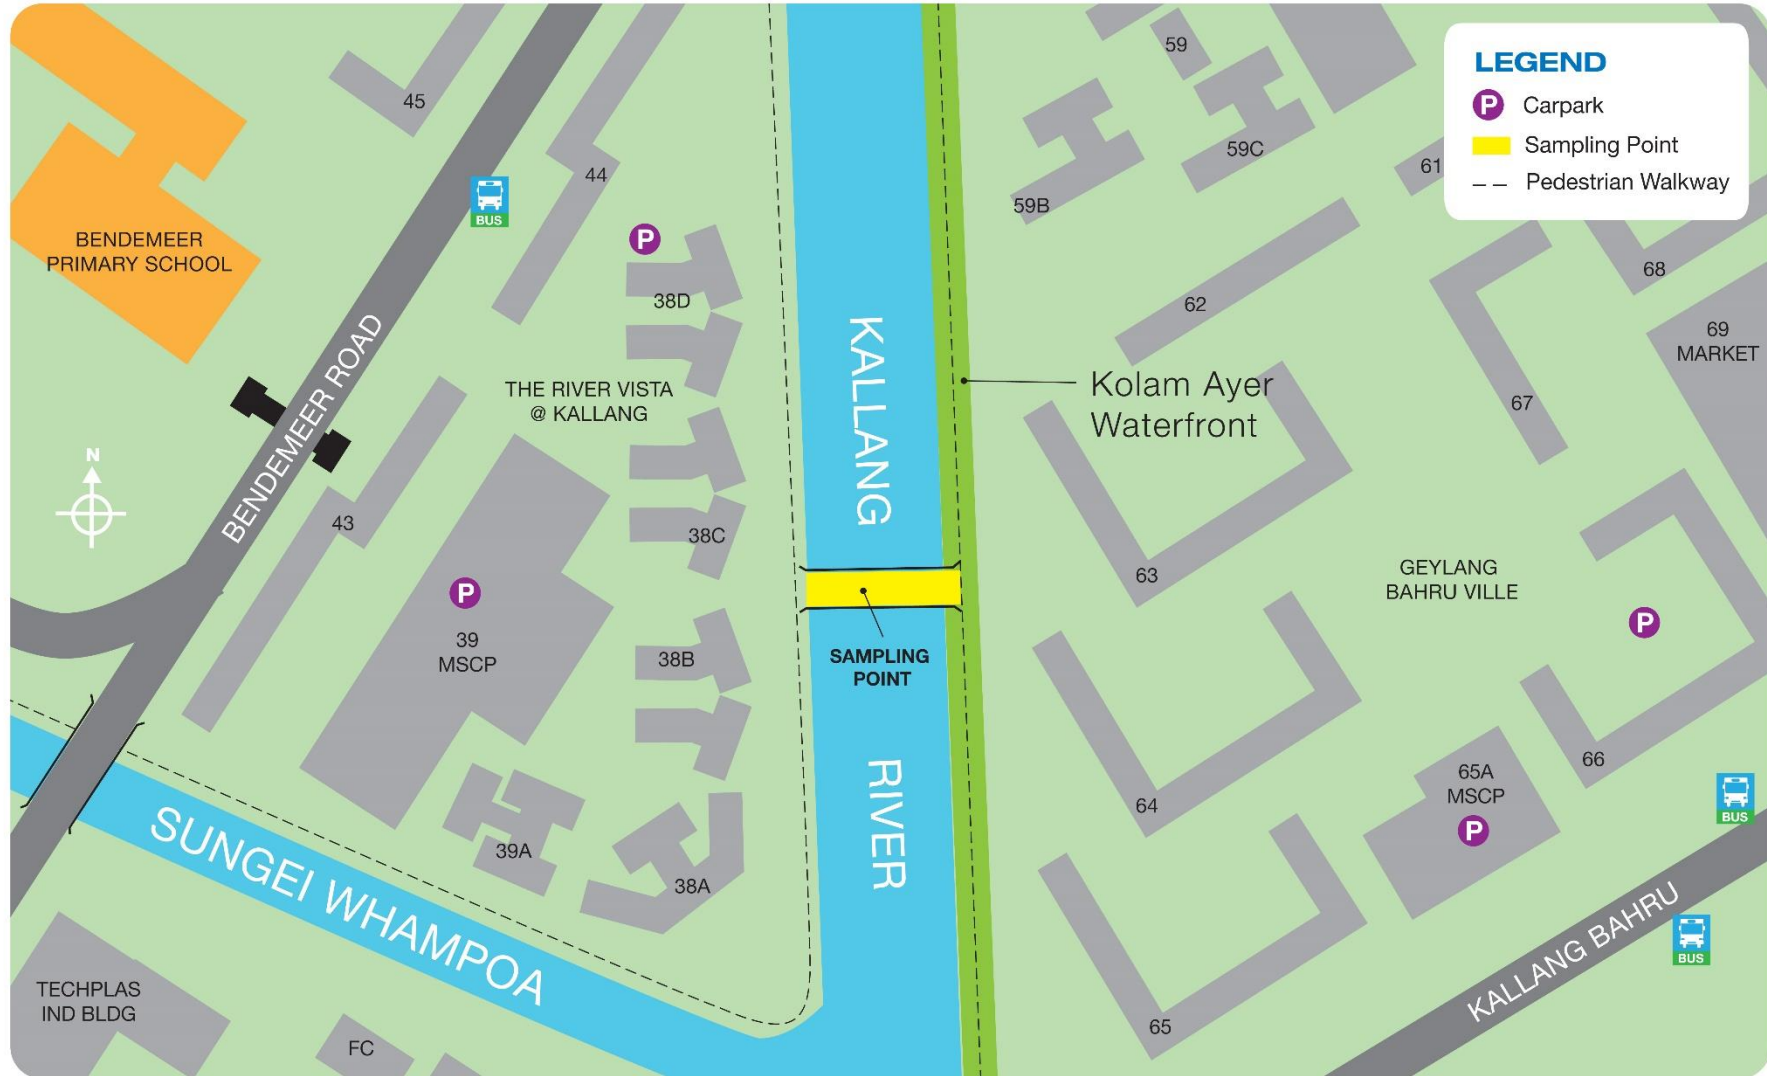 LEGEND
P Carpark
Sampling Point
Pedestrian Walkway
59
45
59C
61
44
BUS
59B
BENDEMEER
PRIMARY SCHOOL
P
68
38D
62
69
MARKET
BENDEMEER ROAD
THE RIVER VISTA
@ KALLANG
KALLANG
Kolam Ayer
Waterfront
67
N
43
38C
63
GEYLANG
BAHRU VILLE
P
39
MSCP
P
38B
SAMPLING
POINT
66
65A
MSCP
P
BUS
64
RIVER
39A
38A
SUNGEI WHAMPOA
KALLANG BAHRU
BUS
TECHPLAS
IND BLDG
65
FC